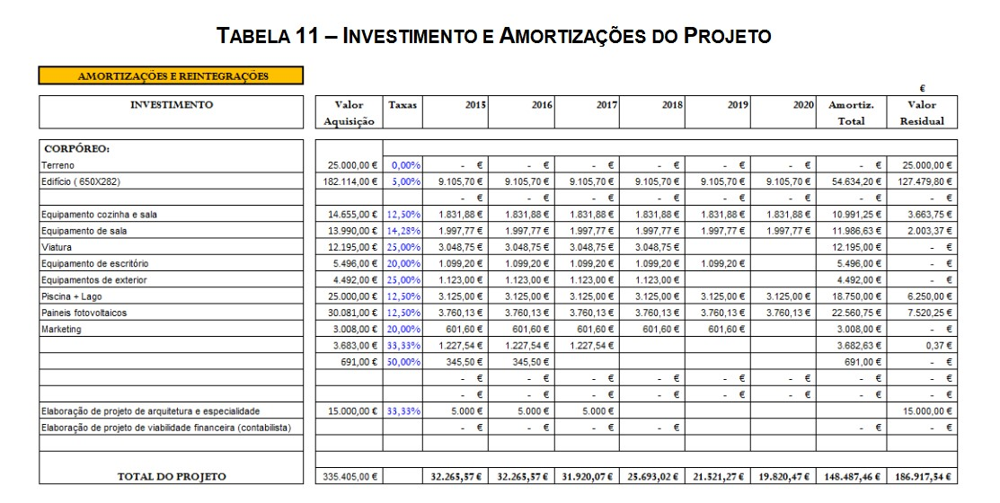 TABELA 11 – INVESTIMENTO E AMORTIZAÇÕES DO PROJETO
AMORTIZAÇÕES E REINTEGRAÇÕES
€
INVESTIMENTO Valor Taxas 2015 2016 2017 2018 2019 2020 Amortiz. Valor
Aquisição Total Residual
CORPÓREO:
Terreno 25.000,00 € 0,00% - € - € - € - € - € - € - € 25.000,00 €
Edifício ( 650X282) 182.114,00 € 5,00% 9.105,70 € 9.105,70 € 9.105,70 € 9.105,70 € 9.105,70 € 9.105,70 € 54.634,20 € 127.479,80 €
- € - € - € - € - € - € - € - €
Equipamento cozinha e sala 14.655,00 € 12,50% 1.831,88 € 1.831,88 € 1.831,88 € 1.831,88 € 1.831,88 € 1.831,88 € 10.991,25 € 3.663,75 €
Equipamento de sala 13.990,00 € 14,28% 1.997,77 € 1.997,77 € 1.997,77 € 1.997,77 € 1.997,77 € 1.997,77 € 11.986,63 € 2.003,37 €
Viatura 12.195,00 € 25,00% 3.048,75 € 3.048,75 € 3.048,75 € 3.048,75 € 12.195,00 € - €
Equipamento de escritório 5.496,00 € 20,00% 1.099,20 € 1.099,20 € 1.099,20 € 1.099,20 € 1.099,20 € 5.496,00 € - €
Equipamentos de exterior 4.492,00 € 25,00% 1.123,00 € 1.123,00 € 1.123,00 € 1.123,00 € 4.492,00 € - €
Piscina + Lago 25.000,00 € 12,50% 3.125,00 € 3.125,00 € 3.125,00 € 3.125,00 € 3.125,00 € 3.125,00 € 18.750,00 € 6.250,00 €
Paineis fotovoltaicos 30.081,00 € 12,50% 3.760,13 € 3.760,13 € 3.760,13 € 3.760,13 € 3.760,13 € 3.760,13 € 22.560,75 € 7.520,25 €
Marketing 3.008,00 € 20,00% 601,60 € 601,60 € 601,60 € 601,60 € 601,60 € 3.008,00 € - €
3.683,00 € 33,33% 1.227,54 € 1.227,54 € 1.227,54 € 3.682,63 € 0,37 €
691,00 € 50,00% 345,50 € 345,50 € 691,00 € - €
- € - € - € - € - € - € - € - €
- € - € - € - € - € - € - € - €
Elaboração de projeto de arquitetura e especialidade 15.000,00 € 33,33% 5.000 € 5.000 € 5.000 € 15.000,00 €
Elaboração de projeto de viabilidade financeira (contabilista) - € - € - € - € - € - €
TOTAL DO PROJETO 335.405,00 € 32.265,57 € 32.265,57 € 31.920,07 € 25.693,02 € 21.521,27 € 19.820,47 € 148.487,46 € 186.917,54 €